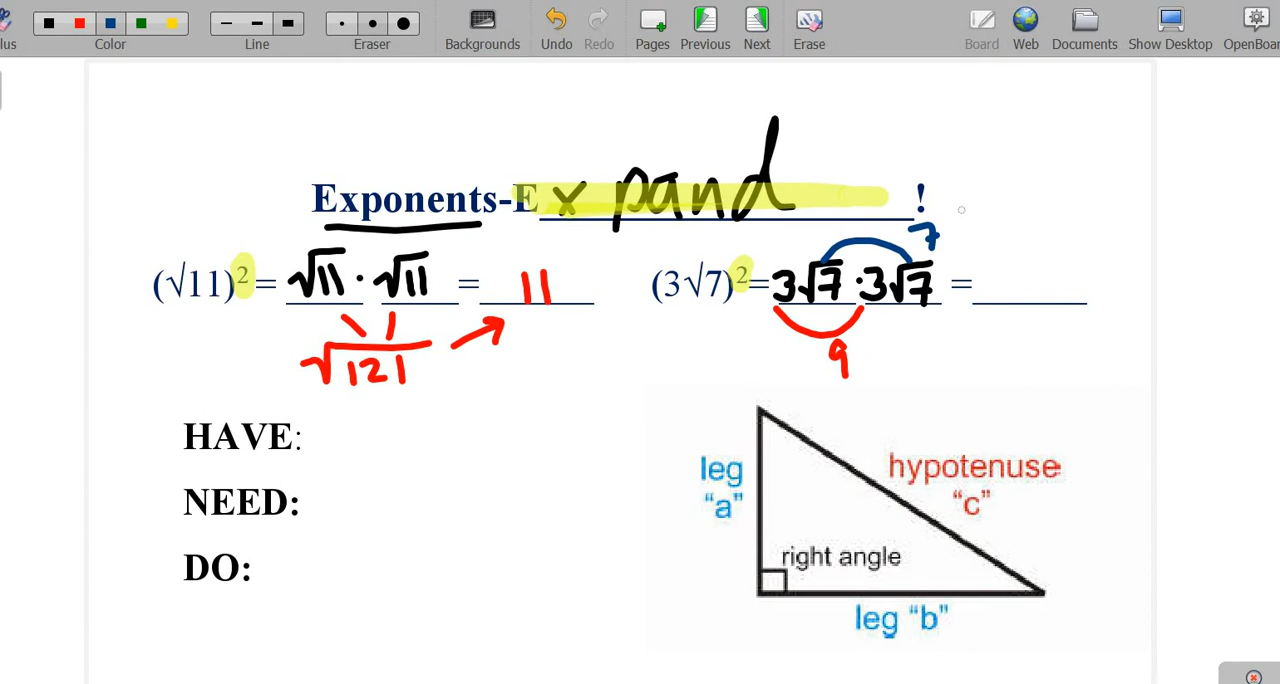 lus Color Line Eraser Backgrounds Undo Redo Pages Previous Next Erase Board Web Documents Show Desktop OpenBoar
Exponents-Expand!
(√11)²= √11 · √11 = 11
√121
(3√7)²= 3√7 · 3√7 =
7
9
HAVE:
NEED:
DO:
leg
"a"
hypotenuse
"c"
right angle
leg "b"